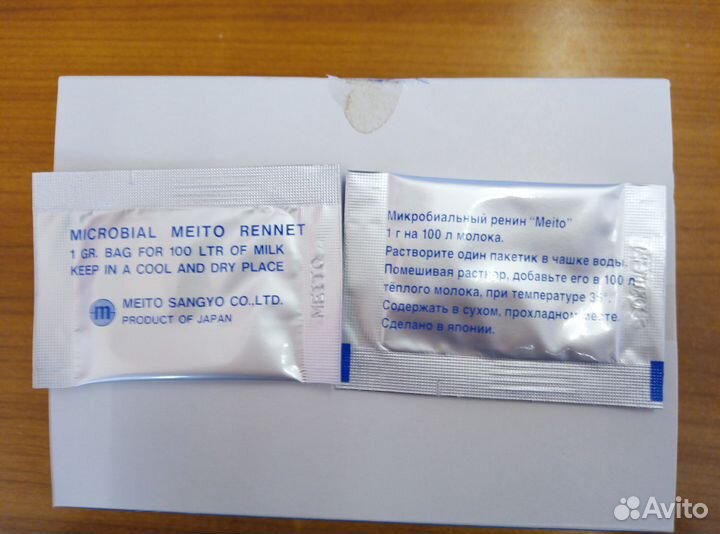 MICROBIAL MEITO RENNET
1 GR. BAG FOR 100 LTR OF MILK
KEEP IN A COOL AND DRY PLACE
m
MEITO SANGYO CO.,LTD.
PRODUCT OF JAPAN
MEITO
Микробиальный ренин "Meito"
1 г на 100 л молока.
Растворите один пакетик в чашке воды.
Помешивая раствор, добавьте его в 100 л
тёплого молока, при температуре
Содержать в сухом, прохладном месте.
Сделано в японии.
Avito